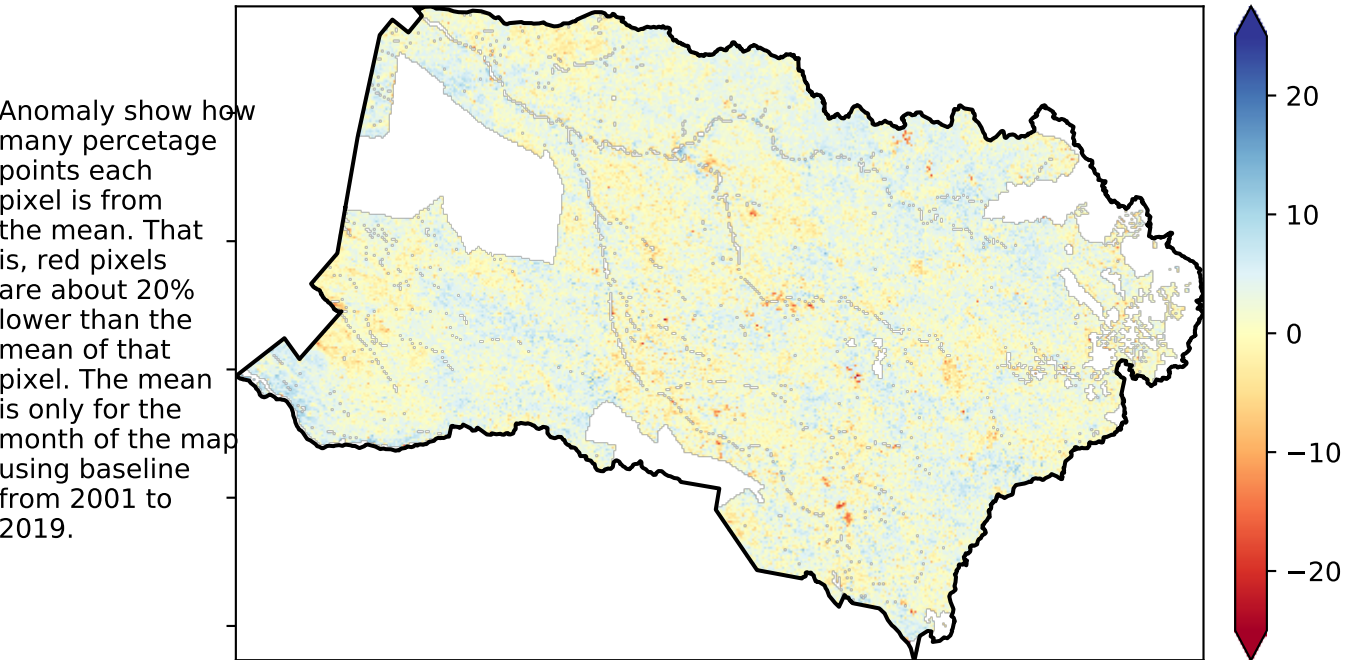 Anomaly show how
many percetage
points each
pixel is from
the mean. That
is, red pixels
are about 20%
lower than the
mean of that
pixel. The mean
is only for the
month of the map
using baseline
from 2001 to
2019.
20
10
0
−10
−20